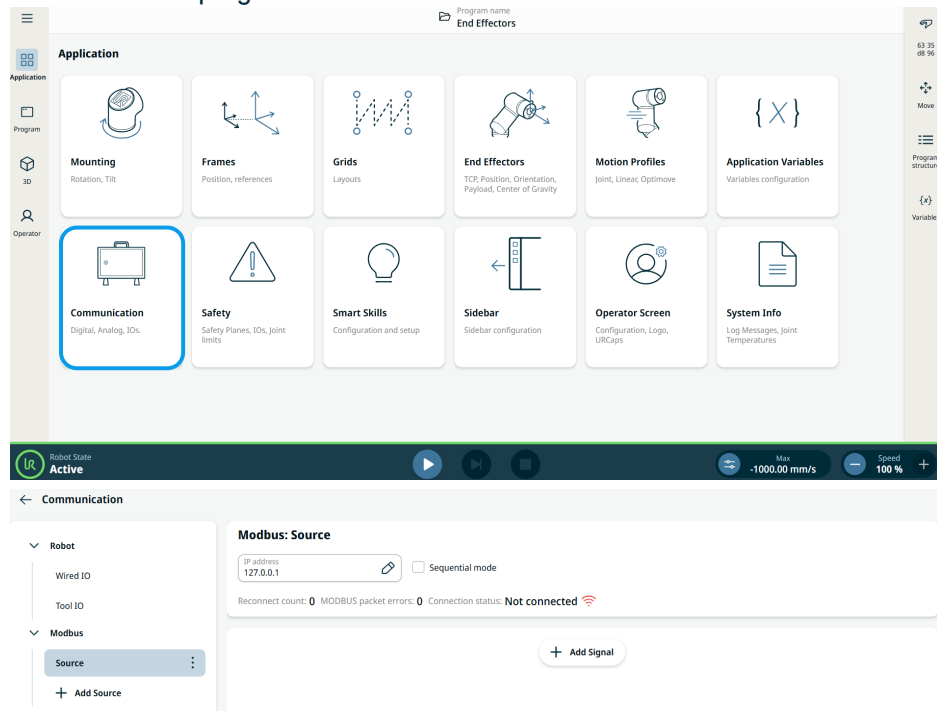 Program name
End Effectors
Application
63 35
d8 96
Application
Move
Program
Mounting
Rotation, Tilt
Frames
Position, references
Grids
Layouts
End Effectors
TCP, Position, Orientation,
Payload, Center of Gravity
Motion Profiles
Joint, Linear, Optimove
{X}
Application Variables
Variables configuration
Program
structure
3D
{x}
Variable
Operator
Communication
Digital, Analog, IOs.
Safety
Safety Planes, IOs, Joint
limits
Smart Skills
Configuration and setup
Sidebar
Sidebar configuration
Operator Screen
Configuration, Logo,
URCaps
System Info
Log Messages, Joint
Temperatures
UR
Robot State
Active
Max
-1000.00 mm/s
Speed
100 %
Communication
Robot
Wired IO
Tool IO
Modbus
Source
+ Add Source
Modbus: Source
IP address
127.0.0.1
Sequential mode
Reconnect count: 0 MODBUS packet errors: 0 Connection status: Not connected
+ Add Signal